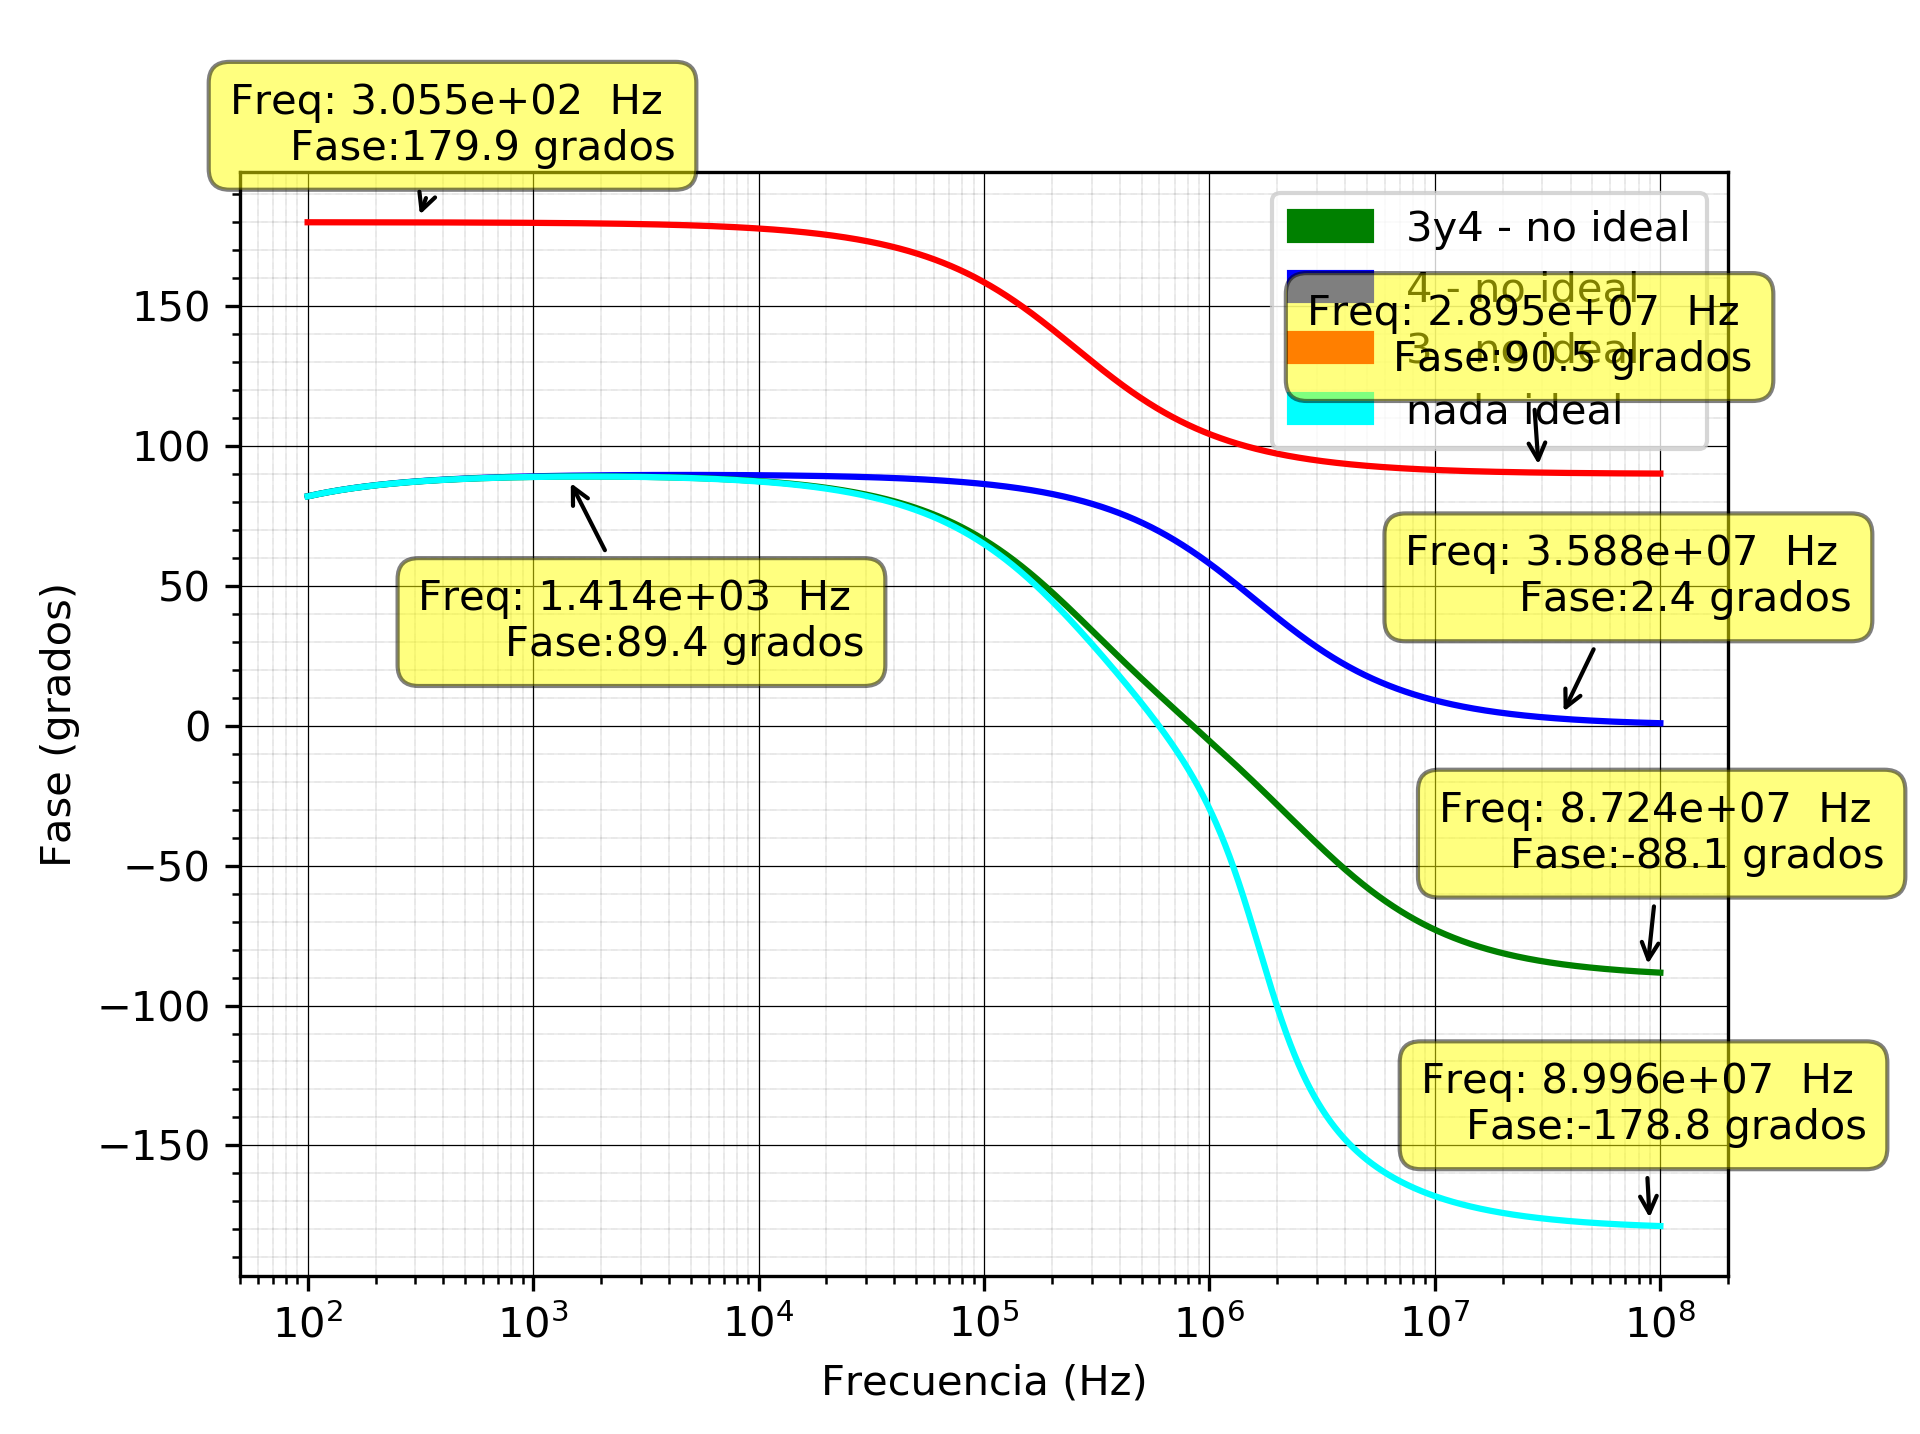 Freq: 3.055e+02 Hz
Fase:179.9 grados
3y4 - no ideal
4 - no ideal
Freq: 2.895e+07 Hz
3 - no ideal
Fase:90.5 grados
nada ideal
Freq: 3.588e+07 Hz
Fase:2.4 grados
Freq: 1.414e+03 Hz
Fase:89.4 grados
Freq: 8.724e+07 Hz
Fase:-88.1 grados
Freq: 8.996e+07 Hz
Fase:-178.8 grados
150
100
50
0
−50
−100
−150
Fase (grados)
10² 10³ 10⁴ 10⁵ 10⁶ 10⁷ 10⁸
Frecuencia (Hz)